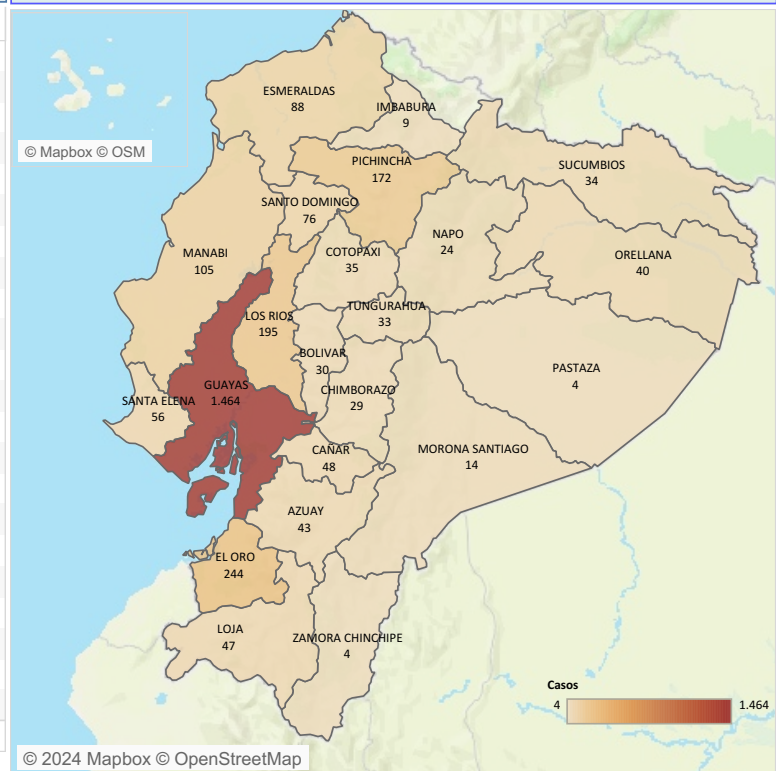 ESMERALDAS
88
IMBABURA
9
© Mapbox © OSM
PICHINCHA
172
SUCUMBIOS
34
SANTO DOMINGO
76
NAPO
24
MANABI
105
COTOPAXI
35
ORELLANA
40
TUNGURAHUA
33
LOS RIOS
195
BOLIVAR
30
PASTAZA
4
GUAYAS
1.464
CHIMBORAZO
29
SANTA ELENA
56
CAÑAR
48
MORONA SANTIAGO
14
AZUAY
43
EL ORO
244
LOJA
47
ZAMORA CHINCHIPE
4
Casos
4 1.464
© 2024 Mapbox © OpenStreetMap